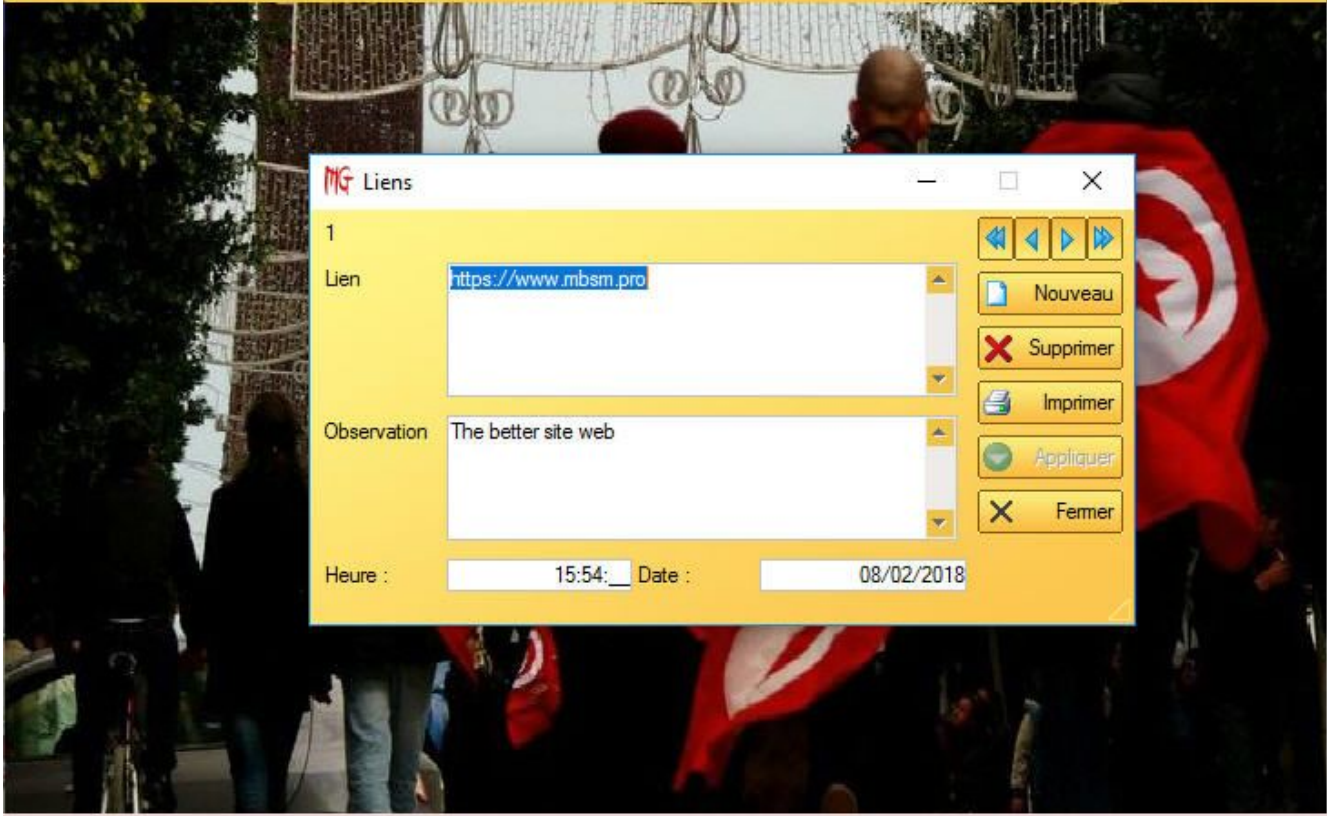 MG Liens
1
Lien
https://www.mbsm.pro
Nouveau
Supprimer
Imprimer
Observation
The better site web
Appliquer
Fermer
Heure :
15:54:__
Date :
08/02/2018